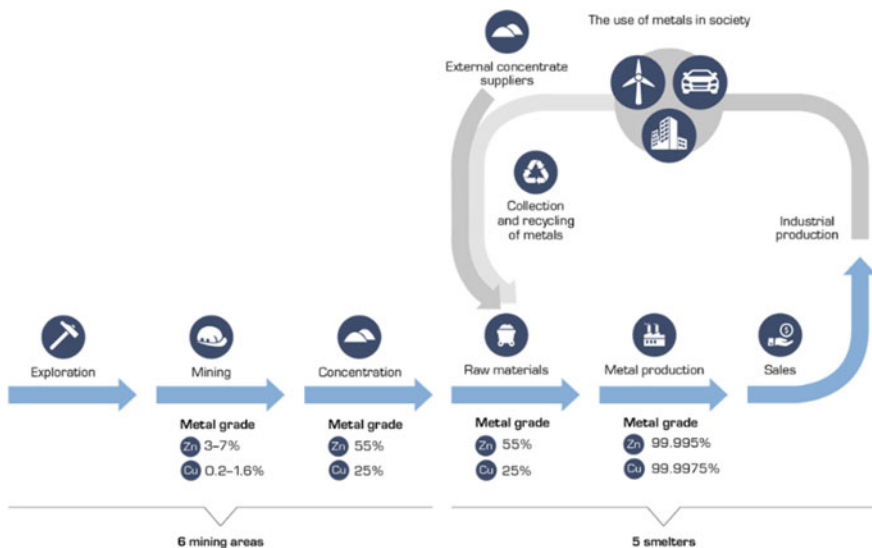 The use of metals in society
External concentrate
suppliers
Collection
and recycling
of metals
Industrial
production
Exploration
Mining
Concentration
Raw materials
Metal production
Sales
Metal grade
Zn 3–7%
Cu 0.2–1.6%
Metal grade
Zn 55%
Cu 25%
Metal grade
Zn 55%
Cu 25%
Metal grade
Zn 99.995%
Cu 99.9975%
6 mining areas
5 smelters